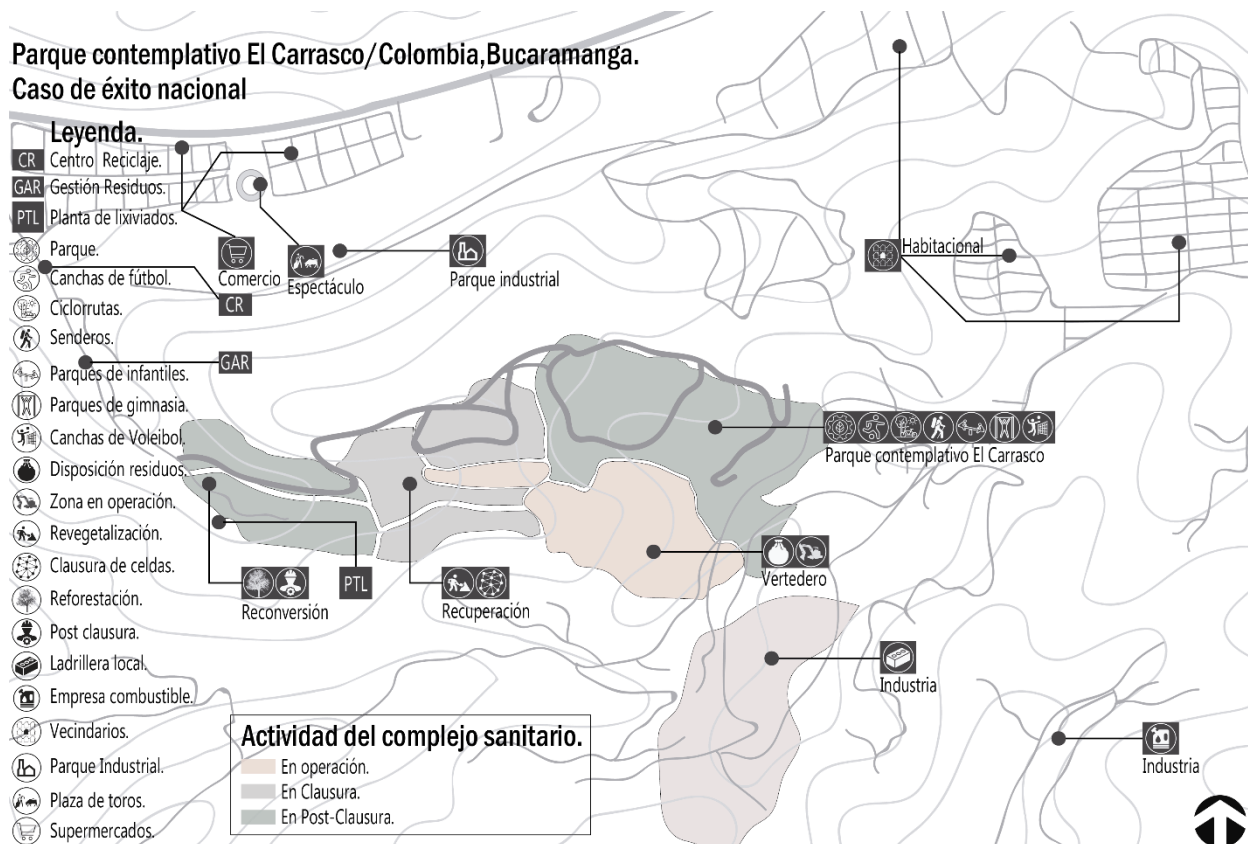 Parque contemplativo El Carrasco/Colombia,Bucaramanga.
Caso de éxito nacional
Leyenda.
CR Centro Reciclaje.
GAR Gestión Residuos.
PTL Planta de lixiviados.
Parque.
Canchas de fútbol.
Ciclorrutas.
Senderos.
Parques de infantiles.
Parques de gimnasia.
Canchas de Voleibol.
Disposición residuos.
Zona en operación.
Revegetalización.
Clausura de celdas.
Reforestación.
Post clausura.
Ladrillera local.
Empresa combustible.
Vecindarios.
Parque Industrial.
Plaza de toros.
Supermercados.
Comercio
Espectáculo
Parque industrial
Habitacional
CR
GAR
Parque contemplativo El Carrasco
Vertedero
Reconversión
PTL
Recuperación
Industria
Industria
Actividad del complejo sanitario.
En operación.
En Clausura.
En Post-Clausura.